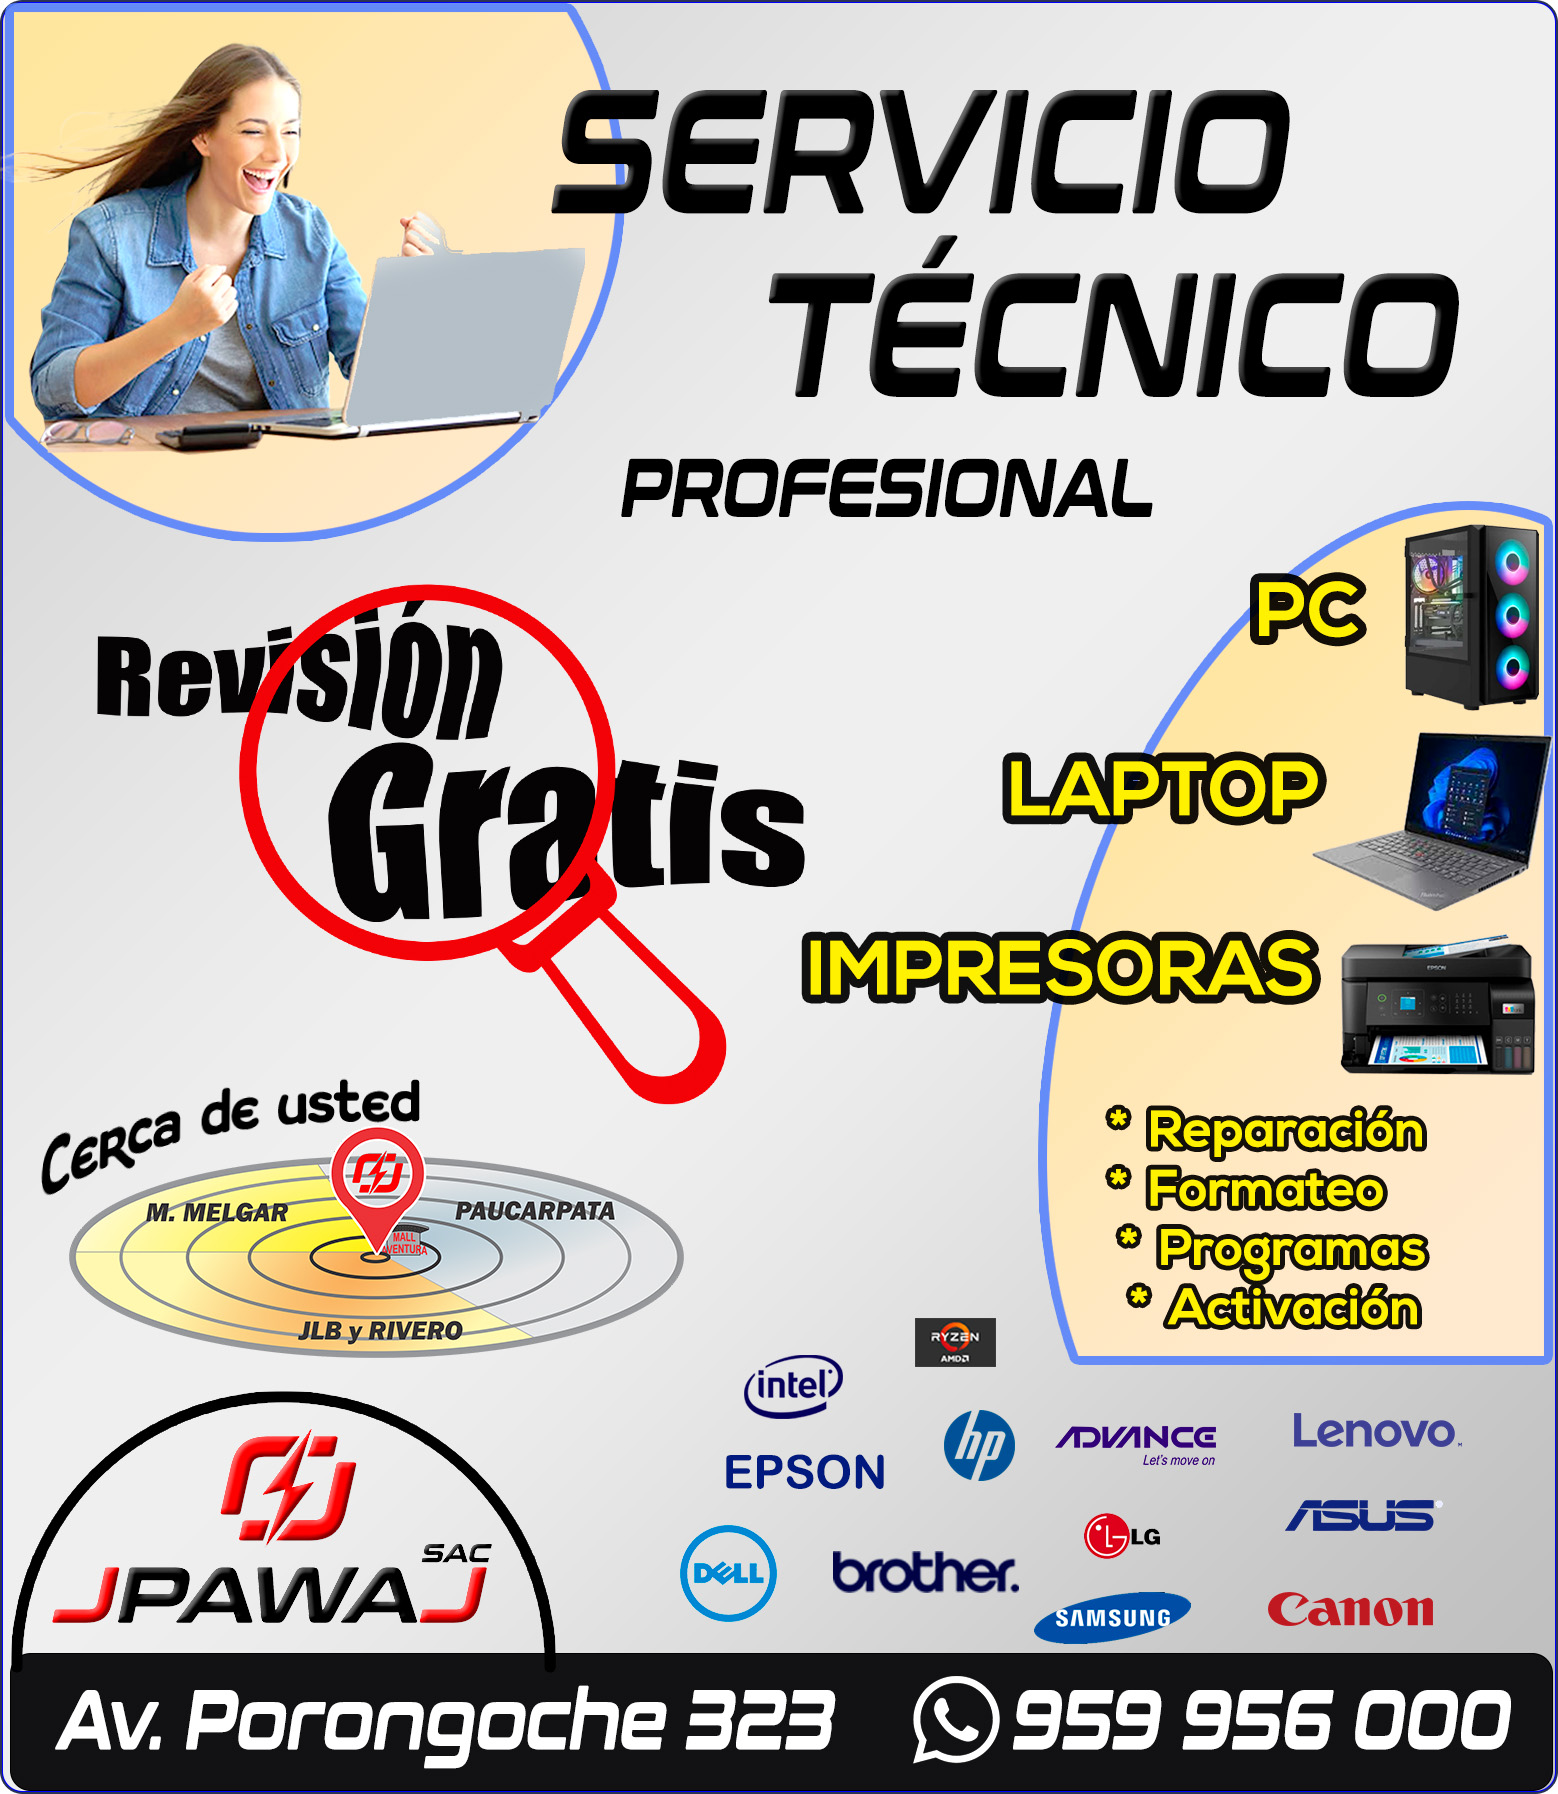 SERVICIO
TÉCNICO
PROFESIONAL
Revisión
Gratis
PC
LAPTOP
IMPRESORAS
EPSON
* Reparación
* Formateo
* Programas
* Activación
Cerca de usted
M. MELGAR
PAUCARPATA
MALL
AVENTURA
JLB y RIVERO
RYZEN
AMD
intel
hp
ADVANCE
Let's move on
Lenovo
EPSON
ASUS
LG
DELL
brother
SAMSUNG
Canon
JPAWAJ SAC
Av. Porongoche 323
959 956 000